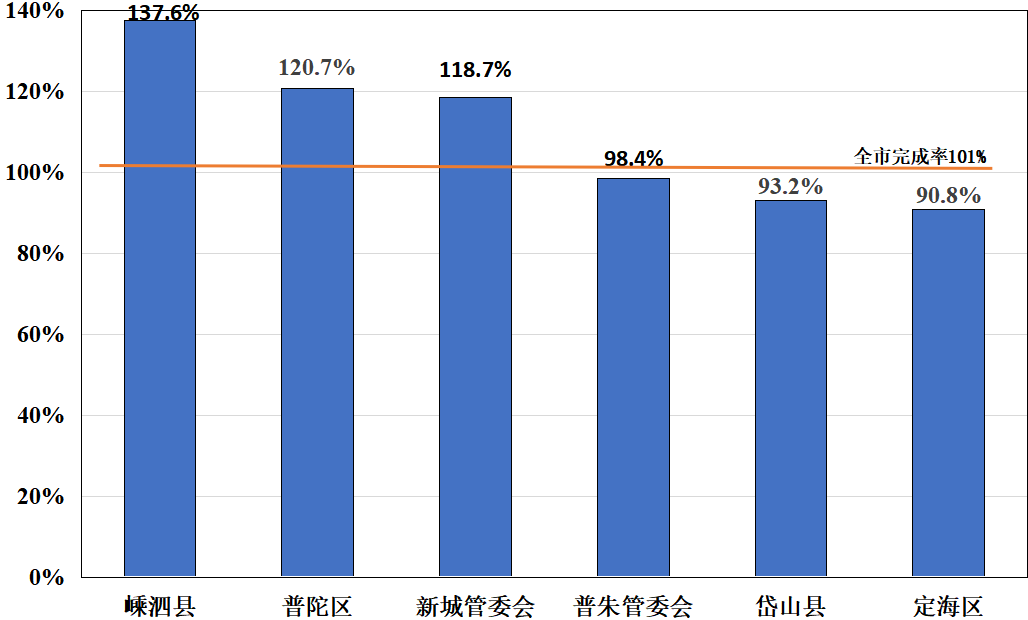 140%
120%
100%
80%
60%
40%
20%
0%
137.6%
120.7%
118.7%
98.4%
93.2%
90.8%
全市完成率101%
嵊泗县
普陀区
新城管委会
普朱管委会
岱山县
定海区